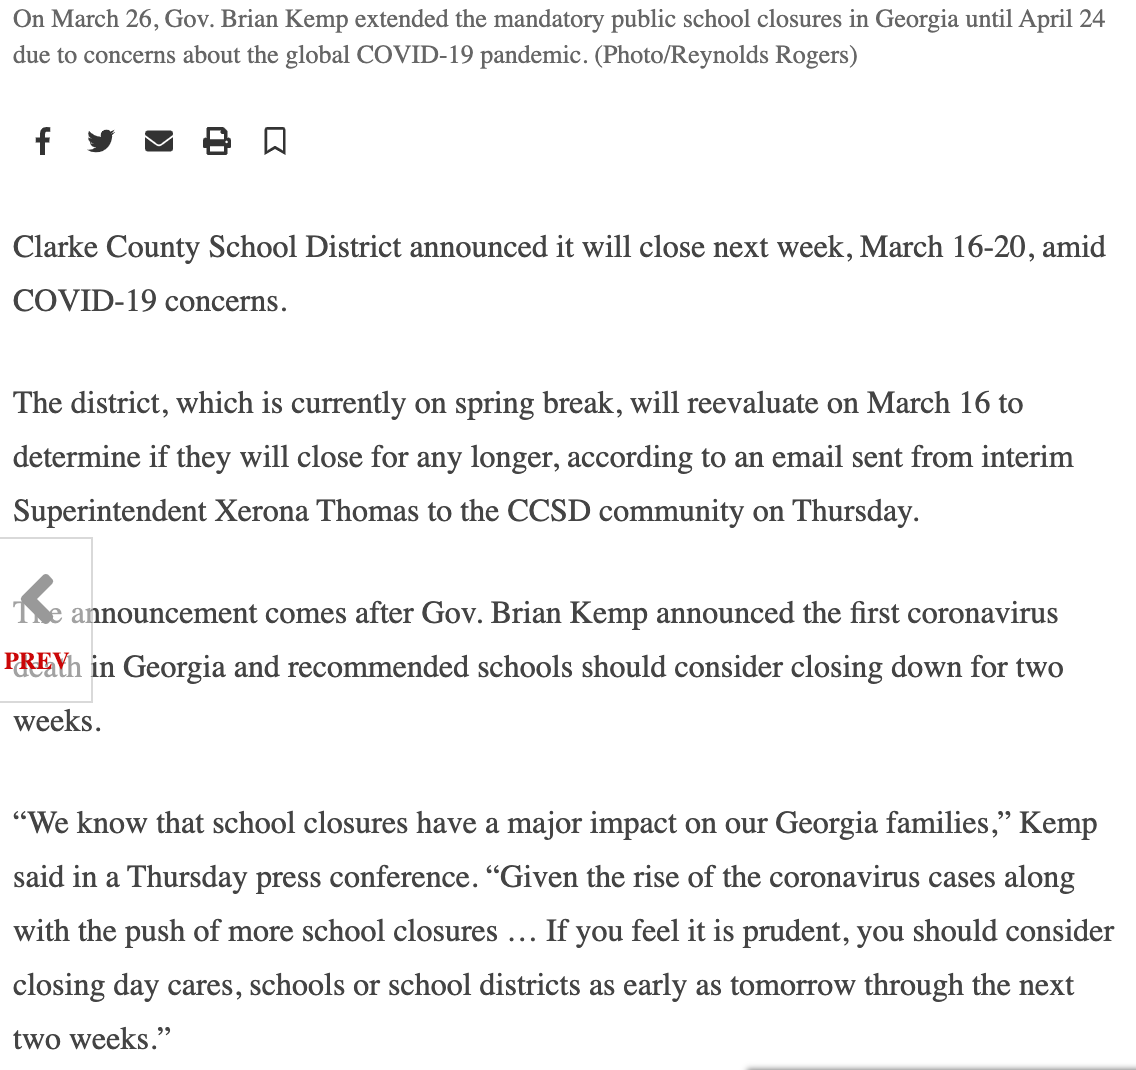 On March 26, Gov. Brian Kemp extended the mandatory public school closures in Georgia until April 24
due to concerns about the global COVID-19 pandemic. (Photo/Reynolds Rogers)
Clarke County School District announced it will close next week, March 16-20, amid
COVID-19 concerns.
The district, which is currently on spring break, will reevaluate on March 16 to
determine if they will close for any longer, according to an email sent from interim
Superintendent Xerona Thomas to the CCSD community on Thursday.
The announcement comes after Gov. Brian Kemp announced the first coronavirus
PREV
death in Georgia and recommended schools should consider closing down for two
weeks.
“We know that school closures have a major impact on our Georgia families,” Kemp
said in a Thursday press conference. “Given the rise of the coronavirus cases along
with the push of more school closures … If you feel it is prudent, you should consider
closing day cares, schools or school districts as early as tomorrow through the next
two weeks.”